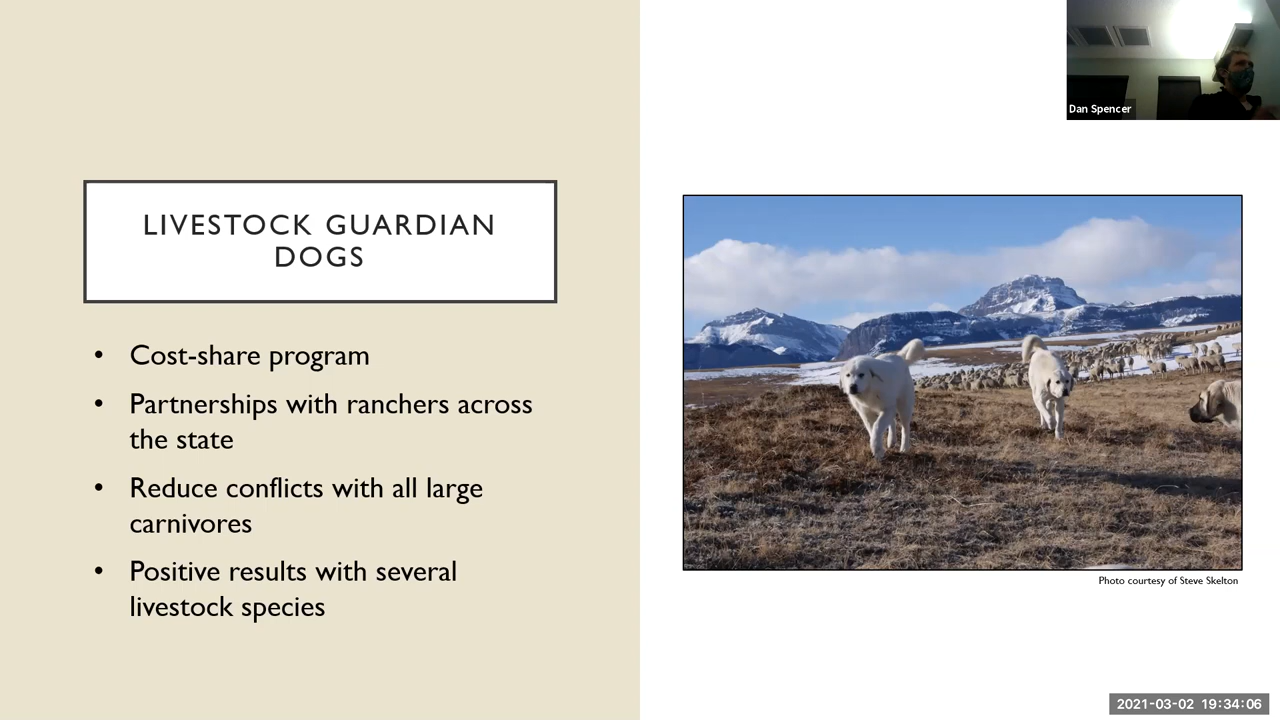 Dan Spencer
LIVESTOCK GUARDIAN
DOGS
• Cost-share program
• Partnerships with ranchers across
the state
• Reduce conflicts with all large
carnivores
• Positive results with several
livestock species
Photo courtesy of Steve Skelton
2021-03-02 19:34:06